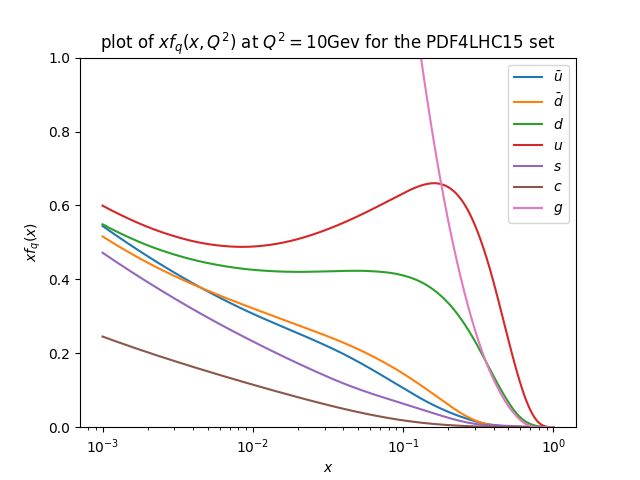 plot of $xf_q(x, Q^2)$ at $Q^2 = 10$Gev for the PDF4LHC15 set
1.0
0.8
0.6
0.4
0.2
0.0
$xf_q(x)$
$10^{-3}$ $10^{-2}$ $10^{-1}$ $10^0$
$x$
$\bar{u}$
$\bar{d}$
$d$
$u$
$s$
$c$
$g$